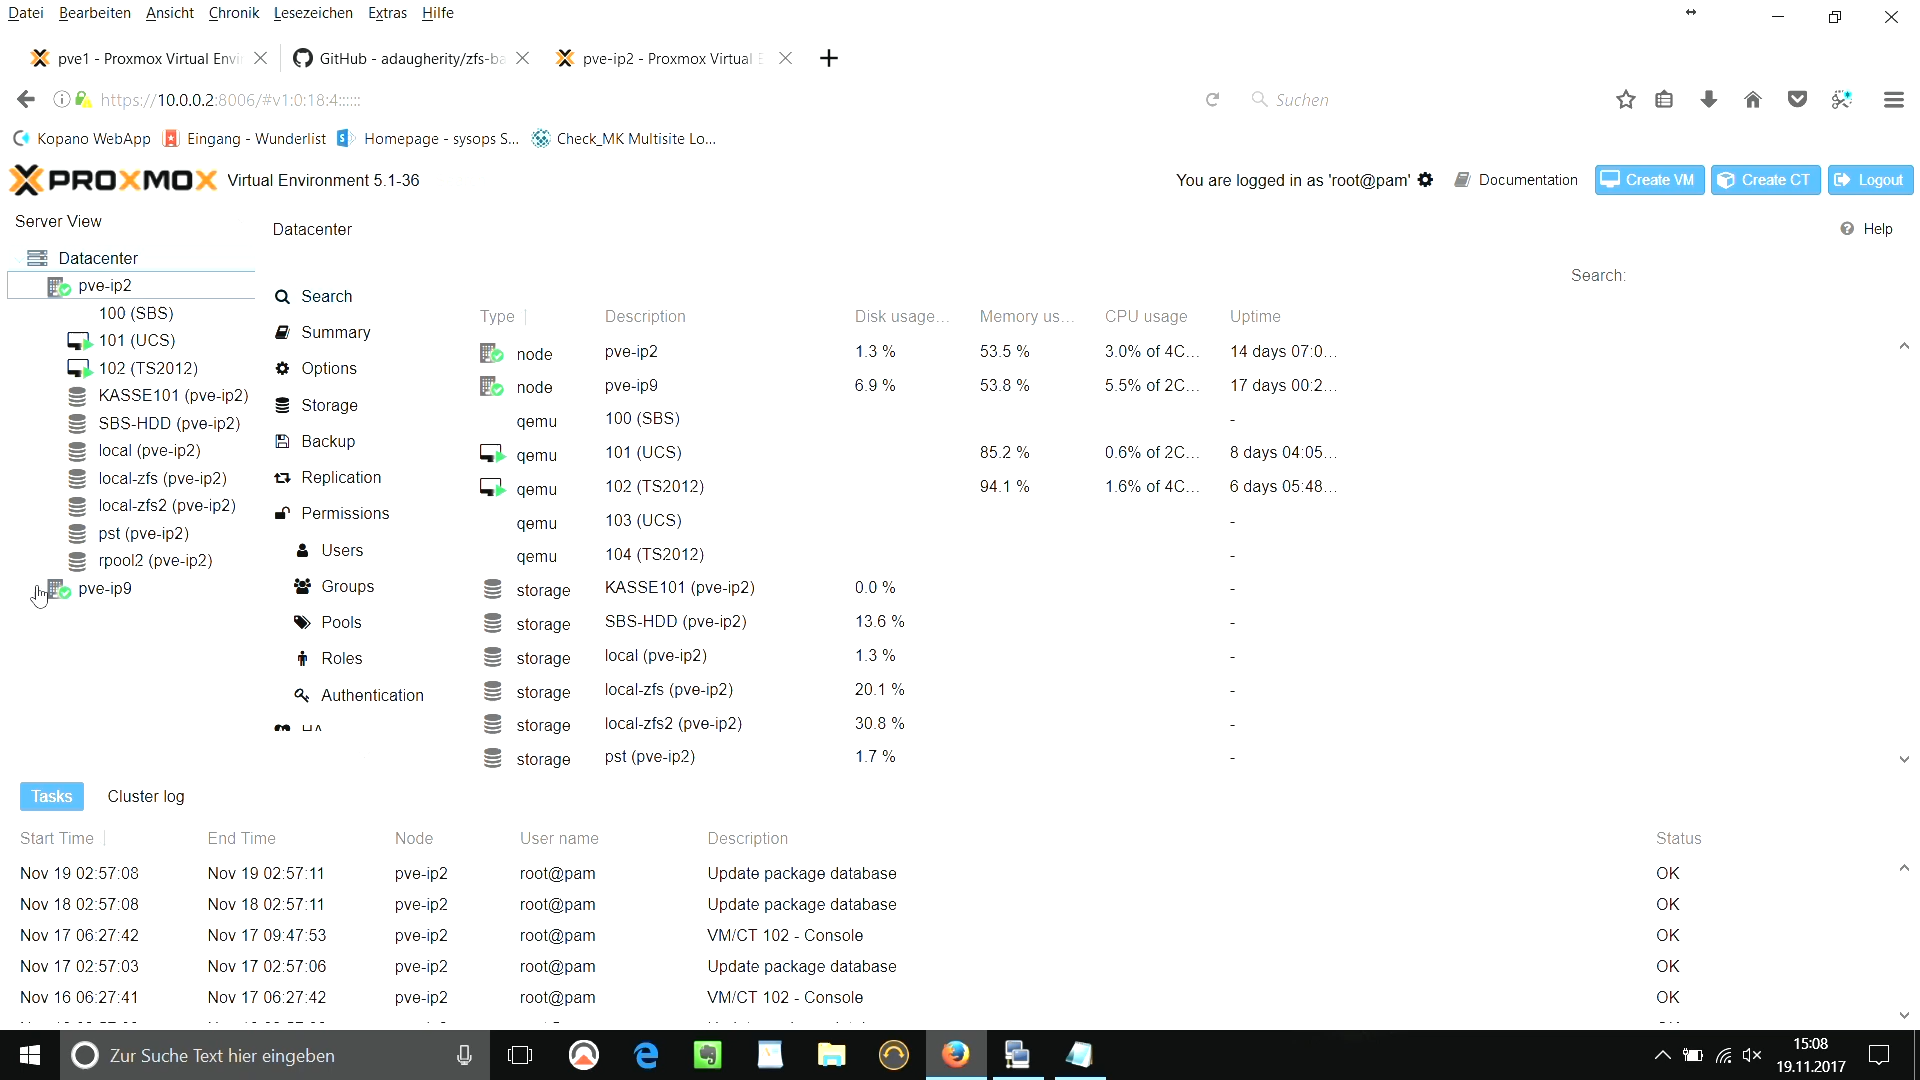 Datei Bearbeiten Ansicht Chronik Lesezeichen Extras Hilfe
pve1 - Proxmox Virtual Envi
GitHub - adaugherity/zfs-ba
pve-ip2 - Proxmox Virtual E
https://10.0.0.2:8006/#v1:0:18:4::::::
Suchen
Kopano WebApp Eingang - Wunderlist Homepage - sysops S... Check_MK Multisite Lo...
PROXMOX Virtual Environment 5.1-36
You are logged in as 'root@pam' Documentation Create VM Create CT Logout
Server View
Datacenter
Help
Datacenter
pve-ip2
100 (SBS)
101 (UCS)
102 (TS2012)
KASSE101 (pve-ip2)
SBS-HDD (pve-ip2)
local (pve-ip2)
local-zfs (pve-ip2)
local-zfs2 (pve-ip2)
pst (pve-ip2)
rpool2 (pve-ip2)
pve-ip9
Search
Summary
Options
Storage
Backup
Replication
Permissions
Users
Groups
Pools
Roles
Authentication
HA
Search:
Type Description Disk usage... Memory us... CPU usage Uptime
node pve-ip2 1.3 % 53.5 % 3.0% of 4C... 14 days 07:0...
node pve-ip9 6.9 % 53.8 % 5.5% of 2C... 17 days 00:2...
qemu 100 (SBS) -
qemu 101 (UCS) 85.2 % 0.6% of 2C... 8 days 04:05...
qemu 102 (TS2012) 94.1 % 1.6% of 4C... 6 days 05:48...
qemu 103 (UCS) -
qemu 104 (TS2012) -
storage KASSE101 (pve-ip2) 0.0 % -
storage SBS-HDD (pve-ip2) 13.6 % -
storage local (pve-ip2) 1.3 % -
storage local-zfs (pve-ip2) 20.1 % -
storage local-zfs2 (pve-ip2) 30.8 % -
storage pst (pve-ip2) 1.7 % -
Tasks Cluster log
Start Time End Time Node User name Description Status
Nov 19 02:57:08 Nov 19 02:57:11 pve-ip2 root@pam Update package database OK
Nov 18 02:57:08 Nov 18 02:57:11 pve-ip2 root@pam Update package database OK
Nov 17 06:27:42 Nov 17 09:47:53 pve-ip2 root@pam VM/CT 102 - Console OK
Nov 17 02:57:03 Nov 17 02:57:06 pve-ip2 root@pam Update package database OK
Nov 16 06:27:41 Nov 17 06:27:42 pve-ip2 root@pam VM/CT 102 - Console OK
Zur Suche Text hier eingeben
15:08
19.11.2017